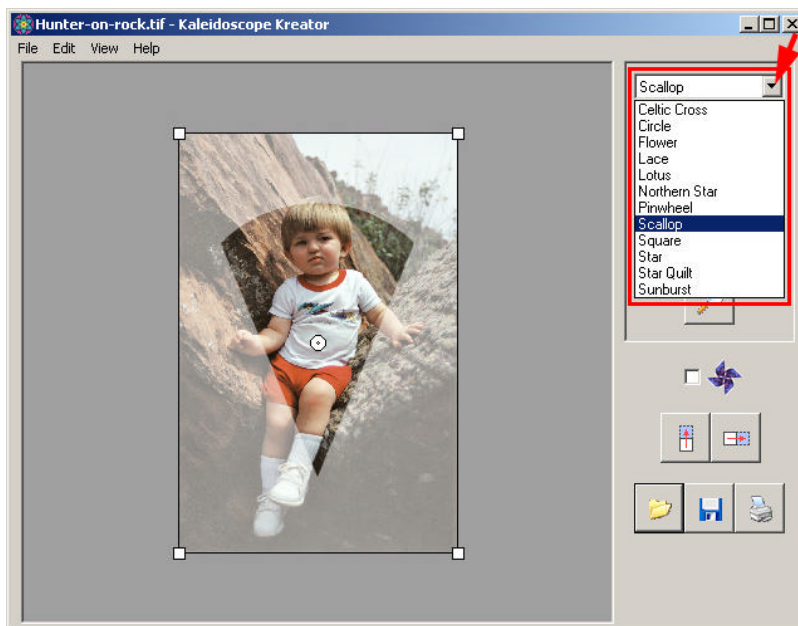 Hunter-on-rock.tif - Kaleidoscope Kreator
File Edit View Help
Scallop
Celtic Cross
Circle
Flower
Lace
Lotus
Northern Star
Pinwheel
Scallop
Square
Star
Star Quilt
Sunburst